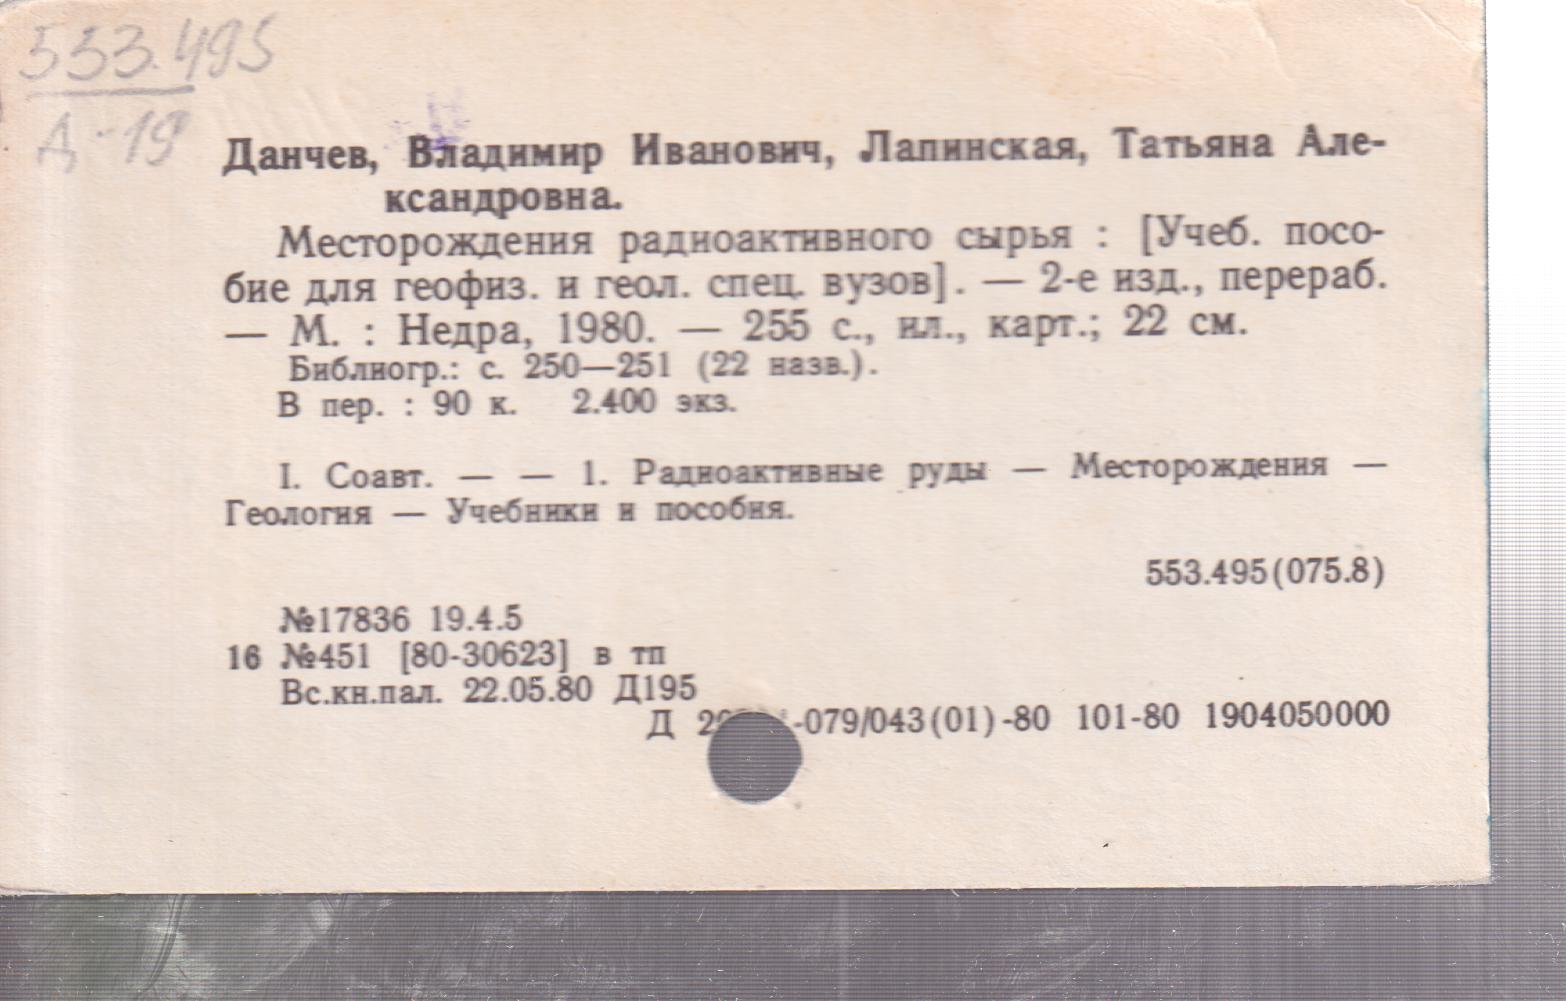 553.495
Д-19
Данчев, Владимир Иванович, Лапинская, Татьяна Але-
ксандровна.
Месторождения радиоактивного сырья : [Учеб. посо-
бие для геофиз. и геол. спец. вузов]. — 2-е изд., перераб.
— М. : Недра, 1980. — 255 с., ил., карт.; 22 см.
Библиогр.: с. 250—251 (22 назв.).
В пер. : 90 к. 2.400 экз.
I. Соавт. — — 1. Радиоактивные руды — Месторождения —
Геология — Учебники и пособия.
553.495(075.8)
№17836 19.4.5
16 №451 [80-30623] в тп
Вс.кн.пал. 22.05.80 Д195
Д -079/043(01)-80 101-80 1904050000